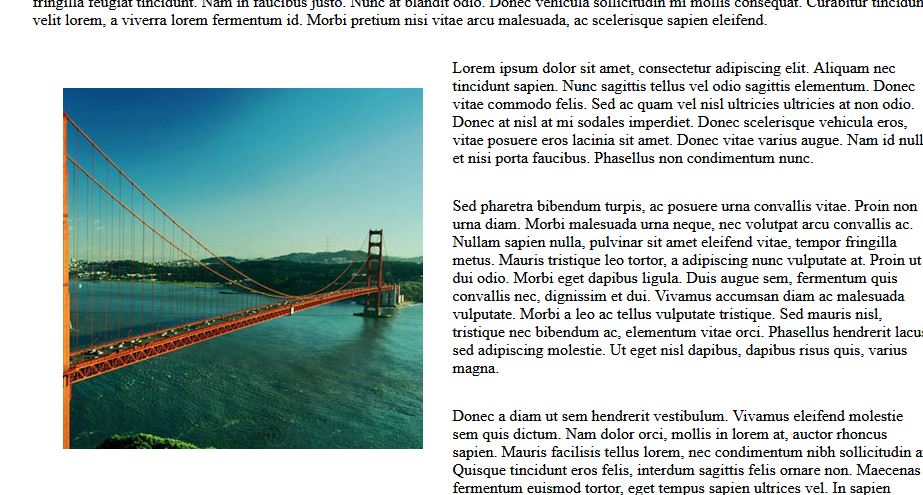 fringilla feugiat tincidunt. Nam in faucibus justo. Nunc at blandit odio. Donec vehicula sollicitudin mi mollis consequat. Curabitur
velit lorem, a viverra lorem fermentum id. Morbi pretium nisi vitae arcu malesuada, ac scelerisque sapien eleifend.
Lorem ipsum dolor sit amet, consectetur adipiscing elit. Aliquam nec
tincidunt sapien. Nunc sagittis tellus vel odio sagittis elementum. Donec
vitae commodo felis. Sed ac quam vel nisl ultricies ultricies at non odio.
Donec at nisl at mi sodales imperdiet. Donec scelerisque vehicula eros,
vitae posuere eros lacinia sit amet. Donec vitae varius augue. Nam id null
et nisi porta faucibus. Phasellus non condimentum nunc.
Sed pharetra bibendum turpis, ac posuere urna convallis vitae. Proin non
urna diam. Morbi malesuada urna neque, nec volutpat arcu convallis ac.
Nullam sapien nulla, pulvinar sit amet eleifend vitae, tempor fringilla
metus. Mauris tristique leo tortor, a adipiscing nunc vulputate at. Proin ut
dui odio. Morbi eget dapibus ligula. Duis augue sem, fermentum quis
convallis nec, dignissim et dui. Vivamus accumsan diam ac malesuada
vulputate. Morbi a leo ac tellus vulputate tristique. Sed mauris nisl,
tristique nec bibendum ac, elementum vitae orci. Phasellus hendrerit lacus
sed adipiscing molestie. Ut eget nisl dapibus, dapibus risus quis, varius
magna.
Donec a diam ut sem hendrerit vestibulum. Vivamus eleifend molestie
sem quis dictum. Nam dolor orci, mollis in lorem at, auctor rhoncus
sapien. Mauris facilisis tellus lorem, nec condimentum nibh sollicitudin a
Quisque tincidunt eros felis, interdum sagittis felis ornare non. Maecenas
fermentum euismod tortor, eget tempus sapien ultrices vel. In sapien